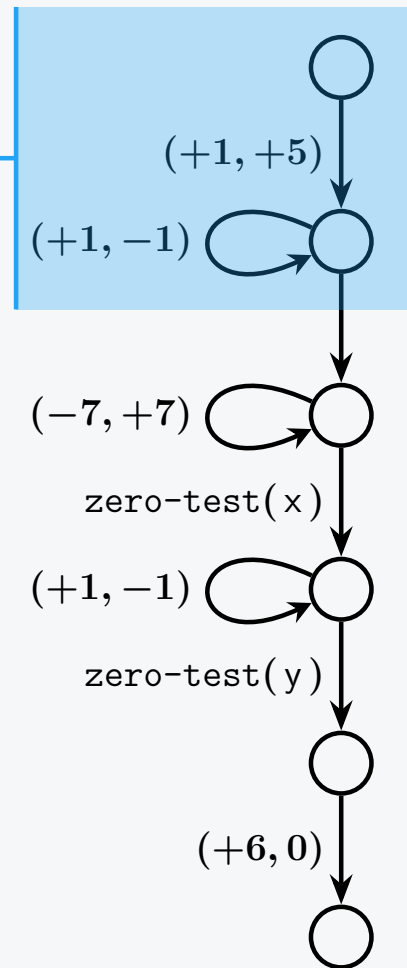 (+1, +5)
(+1, −1)
(−7, +7)
zero-test(x)
(+1, −1)
zero-test(y)
(+6, 0)